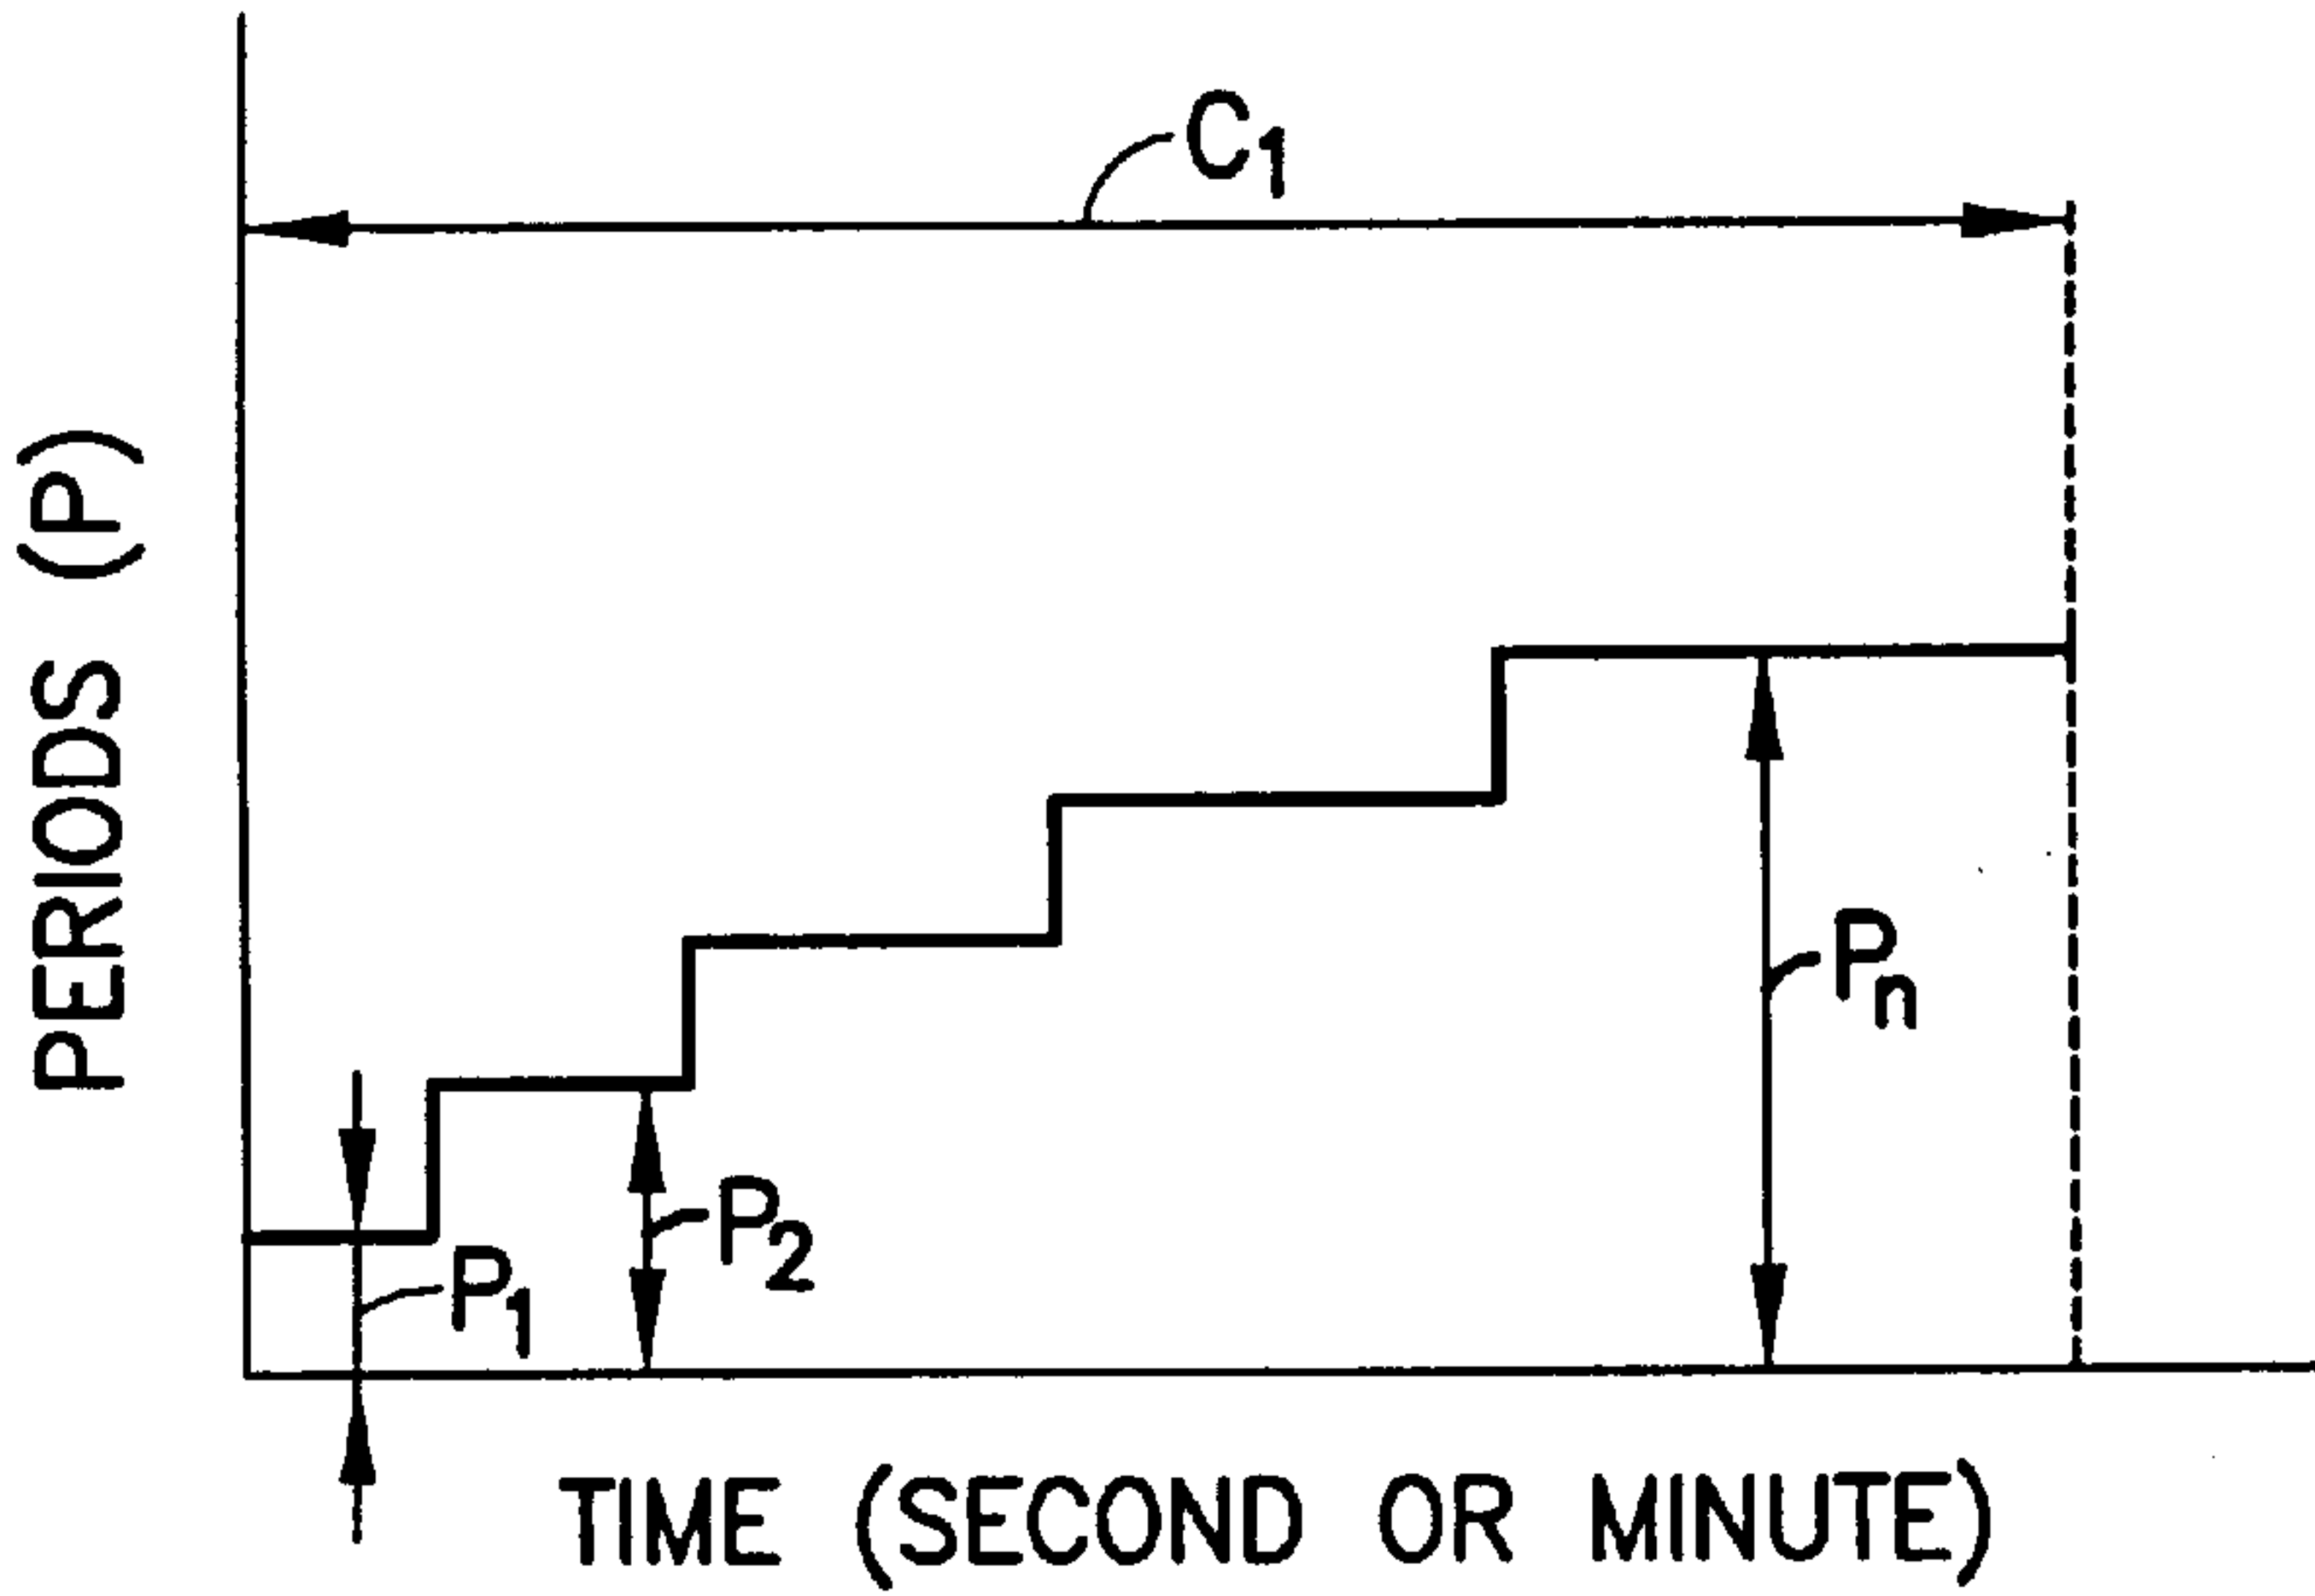 C1
PERIODS (P)
Pn
P2
P1
TIME (SECOND OR MINUTE)